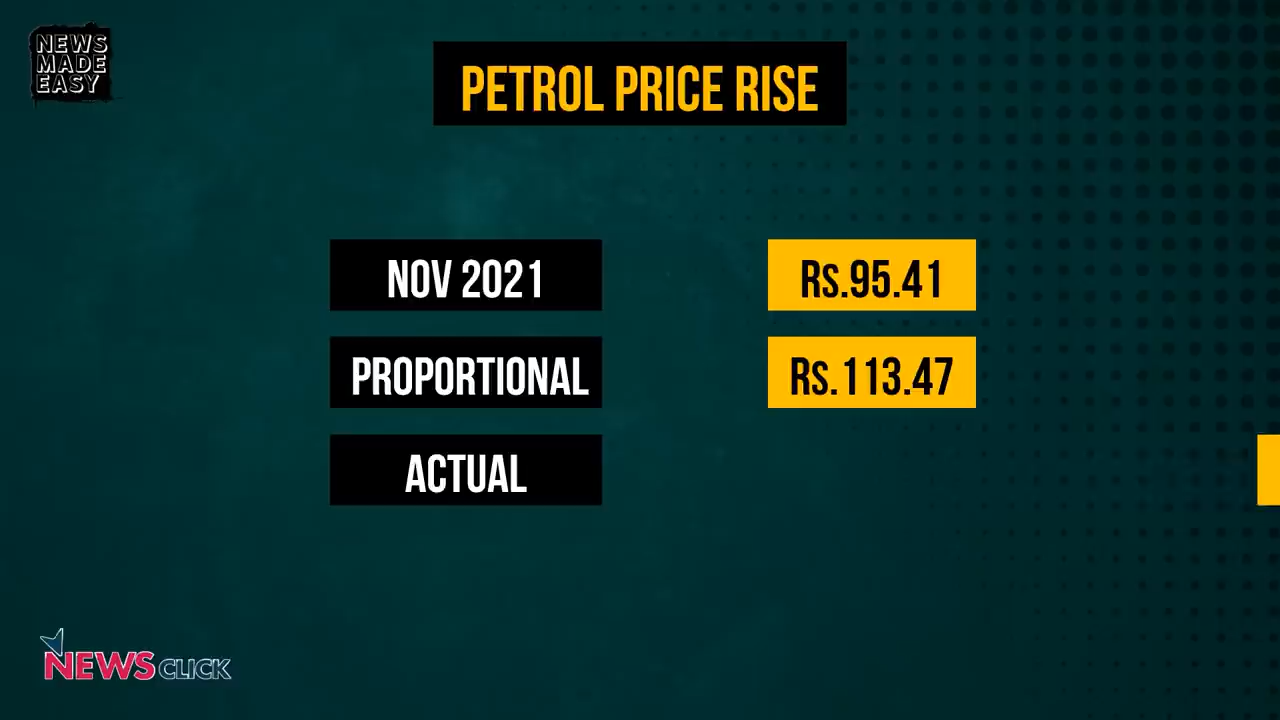 NEWS
MADE
EASY
PETROL PRICE RISE
NOV 2021 Rs.95.41
PROPORTIONAL Rs.113.47
ACTUAL
NEWSCLICK